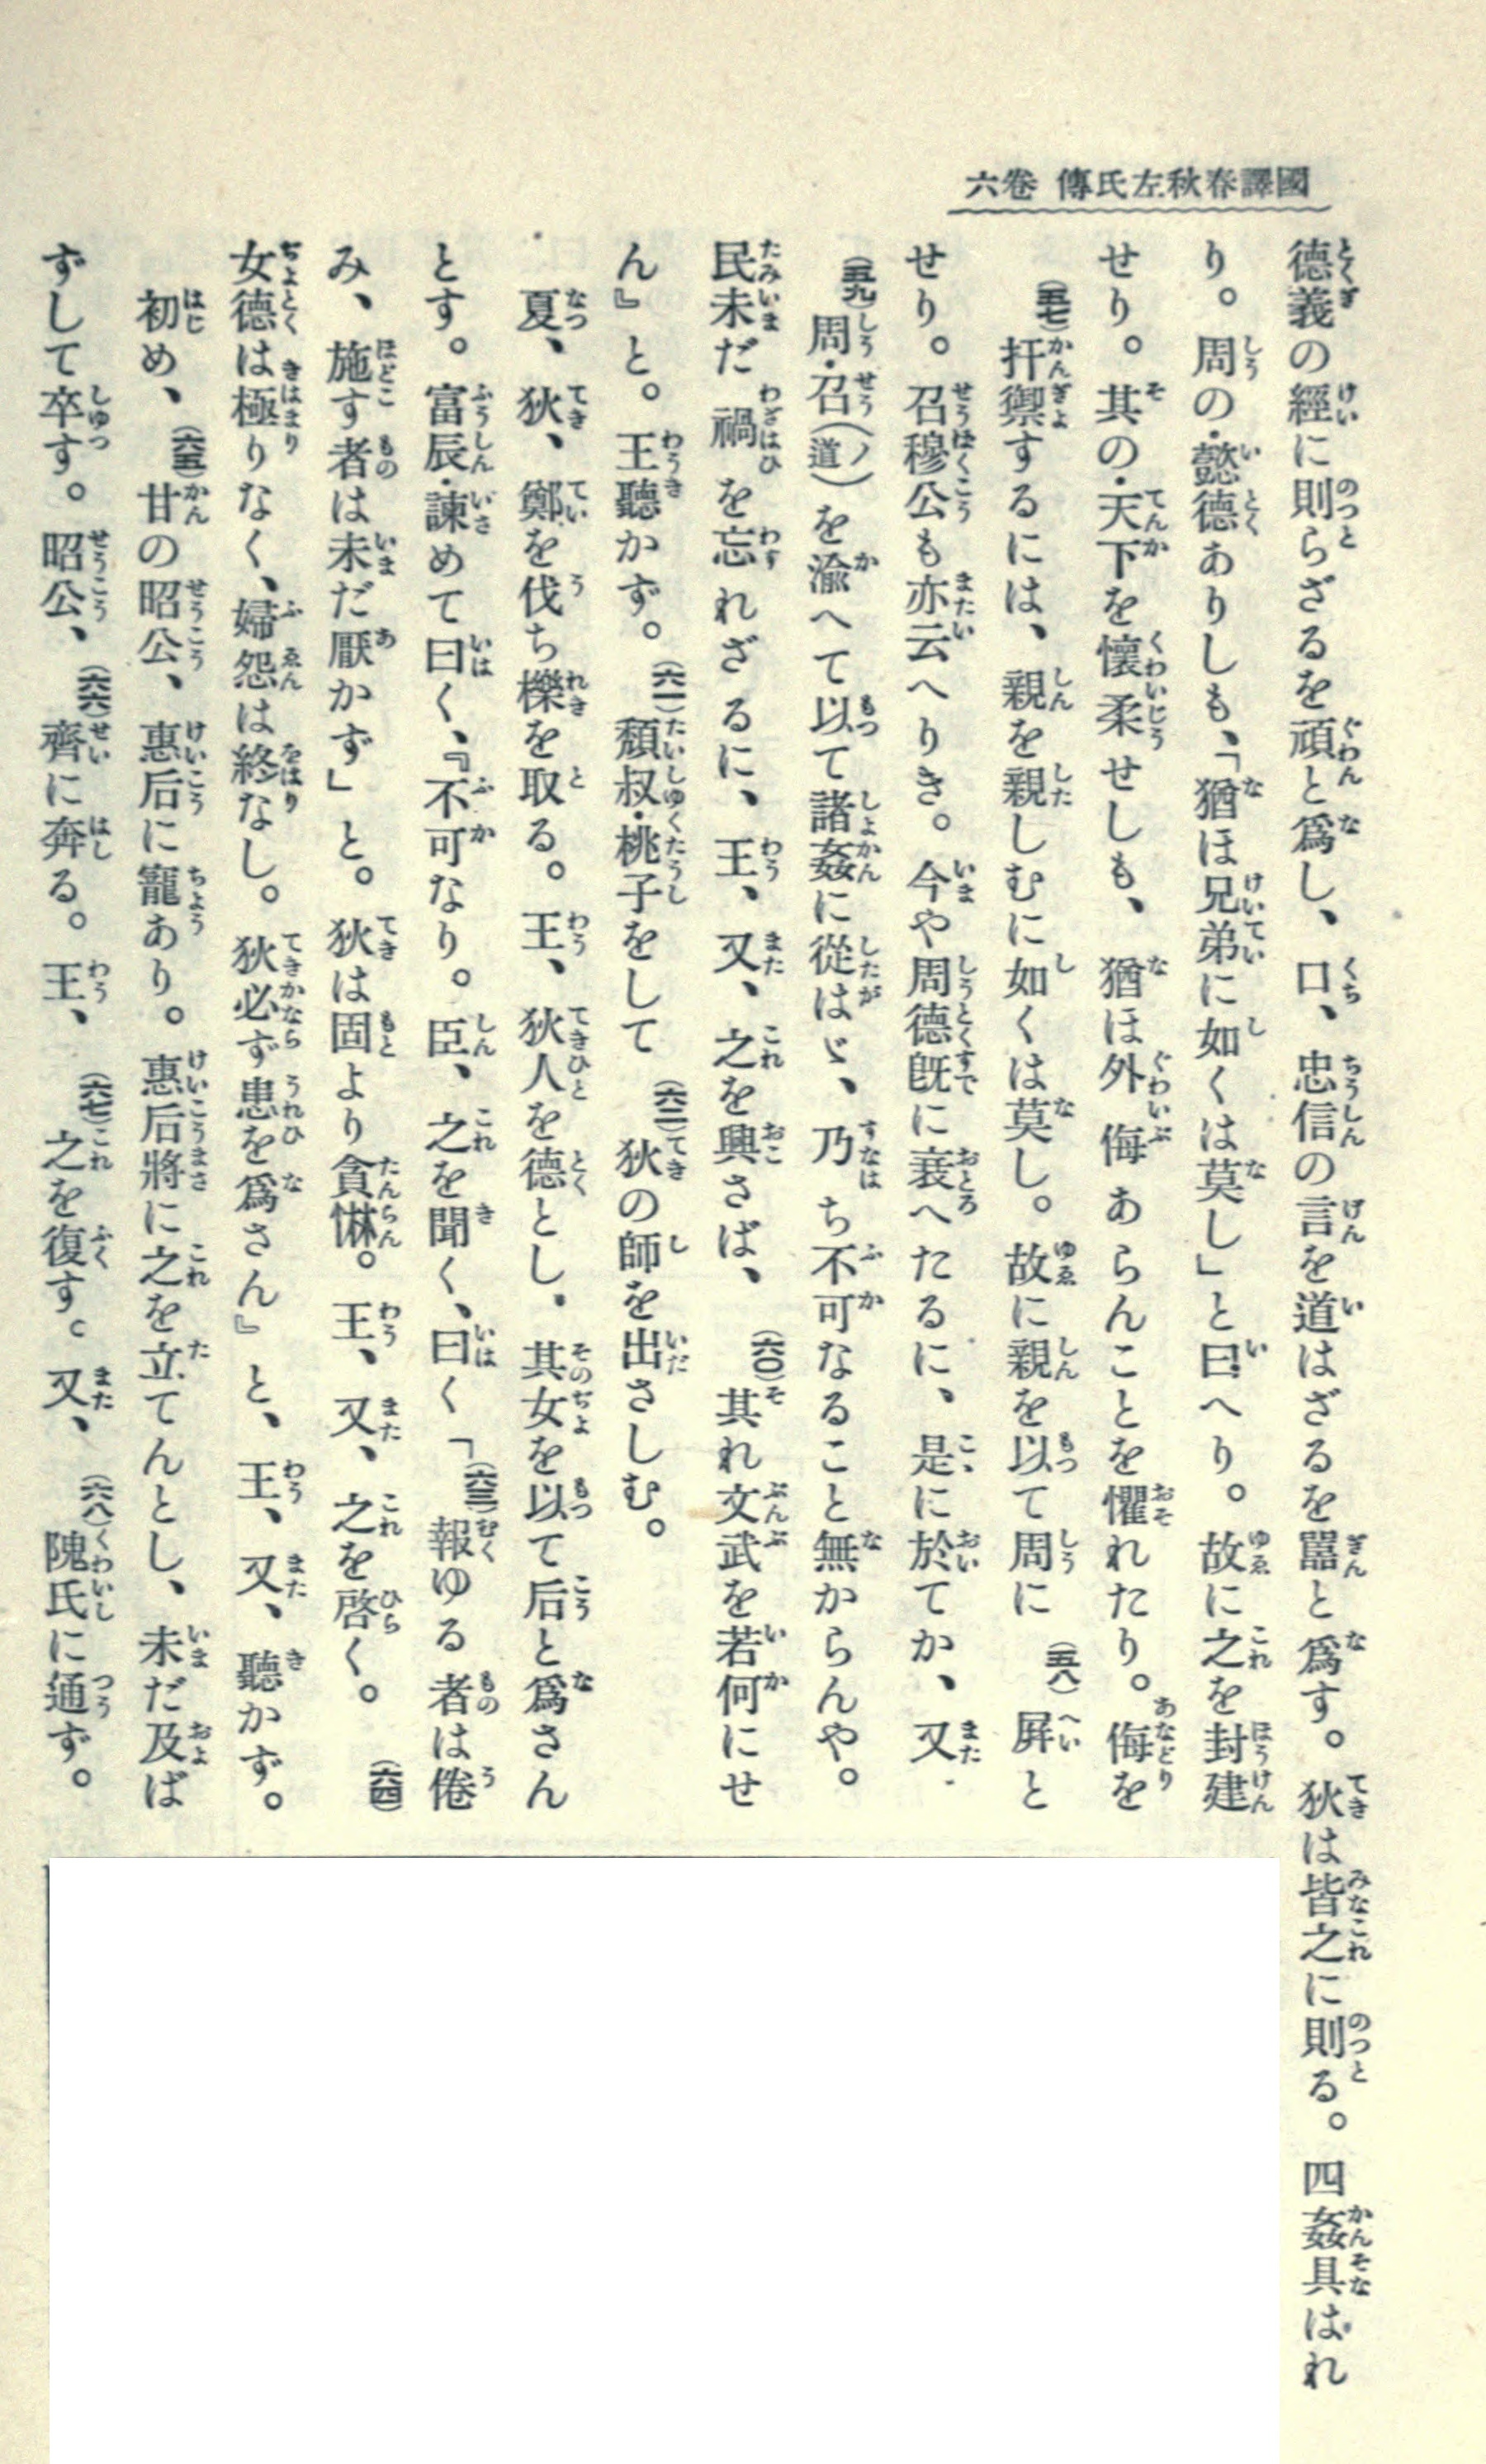 國譯春秋左氏傳 卷六
德義の經に則らざるを頑と爲し、口、忠信の言を道はざるを嚚と爲す。狄は皆之に則る。四姦具はれ
り。周の・懿德ありしも、「猶ほ兄弟に如くは莫し」と曰へり。故に之を封建
せり。其の・天下を懷柔せしも、猶ほ外侮あらんことを懼れたり。侮を
(五七)扞禦するには、親を親しむに如くは莫し。故に親を以て周に(五八)屛と
せり。召穆公も亦云へりき。今や周德既に衰へたるに、是に於てか、又・
(五九)周・召(ノ道)を渝へて以て諸姦に從はゞ、乃ち不可なること無からんや。
民未だ禍を忘れざるに、王、又、之を興さば、(六〇)其れ文武を若何にせ
ん』と。王聽かず。(六一)頽叔・桃子をして(六二)狄の師を出さしむ。
夏、狄、鄭を伐ち櫟を取る。王、狄人を德とし、其女を以て后と爲さん
とす。富辰・諫めて曰く、『不可なり。臣、之を聞く、曰く「(六三)報ゆる者は倦
み、施す者は未だ厭かず」と。狄は固より貪惏。王、又、之を啓く。(六四)
女德は極りなく、婦怨は終なし。狄必ず患を爲さん』と、王、又、聽かず。
初め、(六五)甘の昭公、惠后に寵あり。惠后將に之を立てんとし、未だ及ば
ずして卒す。昭公、(六六)齊に奔る。王、(六七)之を復す。又、(六八)隗氏に通ず。